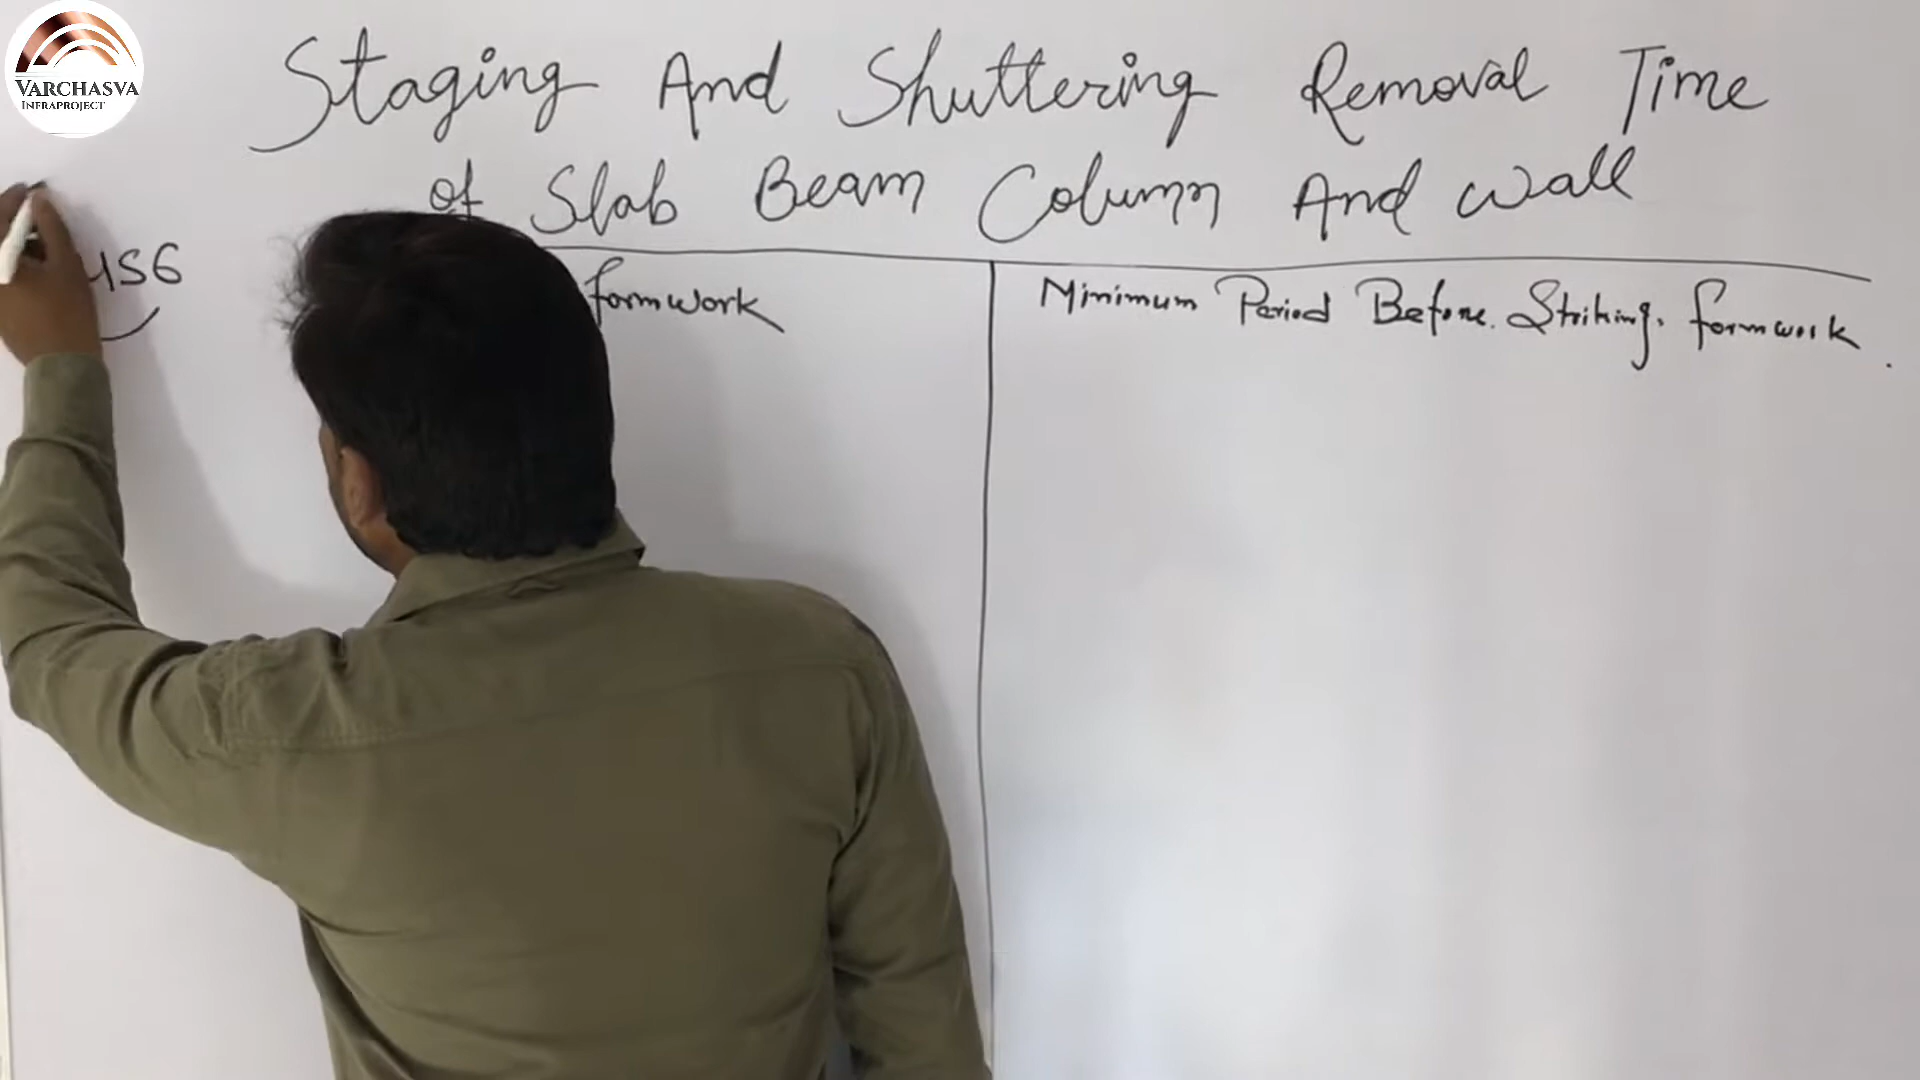 VARCHASVA
INFRAPROJECT
Staging And Shuttering Removal Time
of Slab Beam Column And Wall
456
formwork
Minimum Period Before Striking formwork.